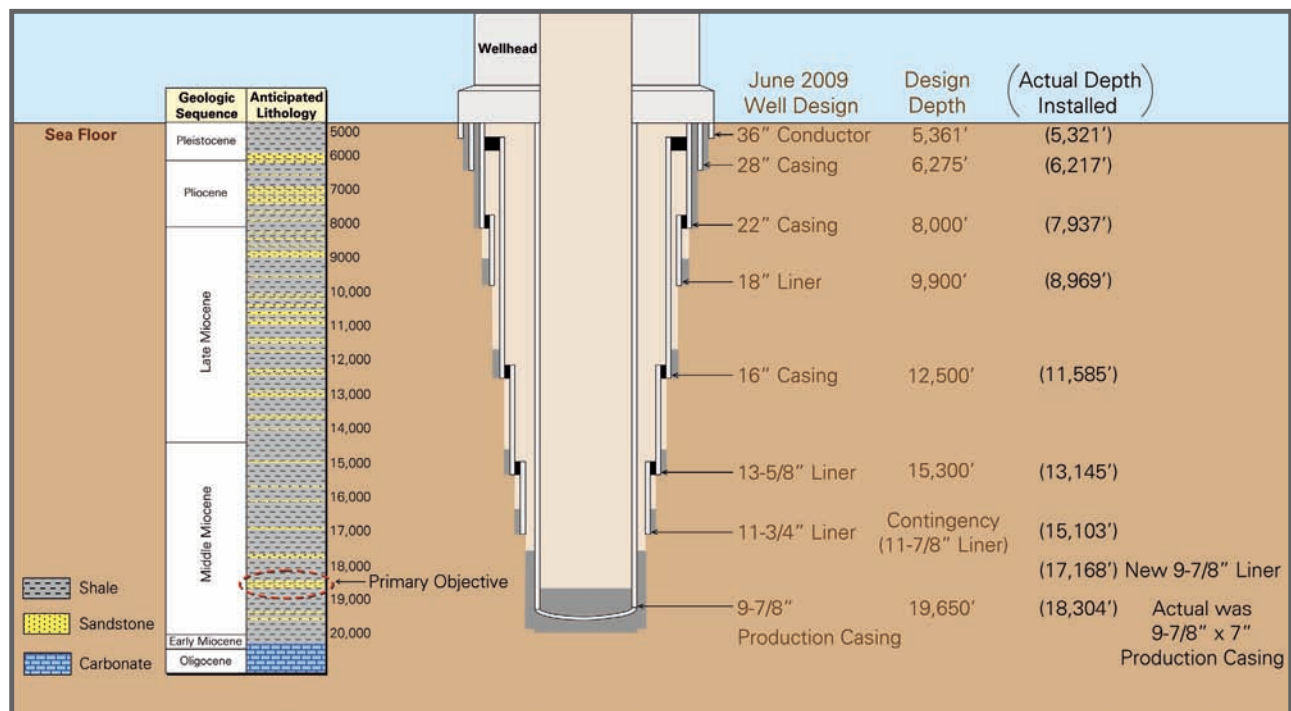 Wellhead
June 2009
Well Design
Design
Depth
(Actual Depth
Installed)
Geologic
Sequence
Anticipated
Lithology
Sea Floor
Pleistocene
Pliocene
Late Miocene
Middle Miocene
Early Miocene
Oligocene
5000
6000
7000
8000
9000
10,000
11,000
12,000
13,000
14,000
15,000
16,000
17,000
18,000
19,000
20,000
Primary Objective
Shale
Sandstone
Carbonate
36” Conductor 5,361’ (5,321’)
28” Casing 6,275’ (6,217’)
22” Casing 8,000’ (7,937’)
18” Liner 9,900’ (8,969’)
16” Casing 12,500’ (11,585’)
13-5/8” Liner 15,300’ (13,145’)
11-3/4” Liner Contingency (15,103’)
(11-7/8” Liner)
(17,168’) New 9-7/8” Liner
9-7/8” 19,650’ (18,304’) Actual was
Production Casing 9-7/8” x 7”
Production Casing